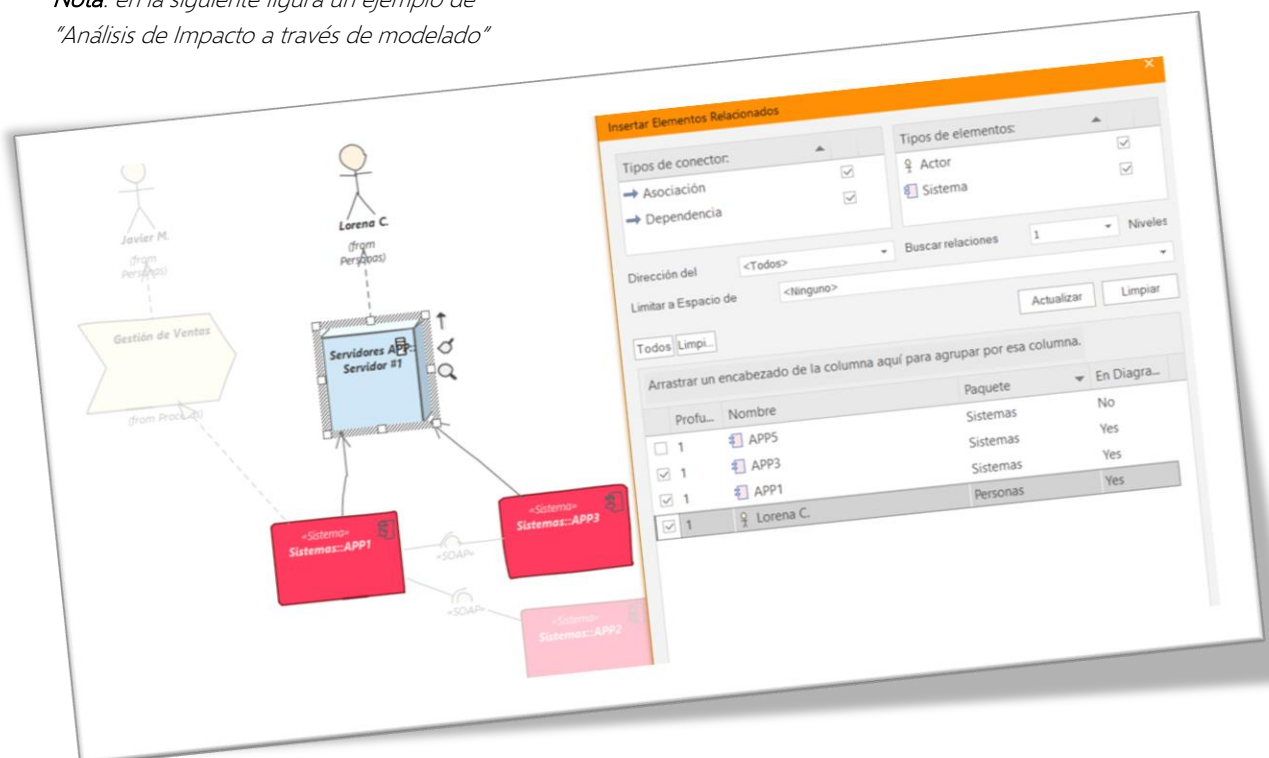 Nota: en la siguiente figura un ejemplo de
"Análisis de Impacto a través de modelado"
Javier M.
(from
Personas)
Gestión de Ventas
(from Procesos)
Lorena C.
(from
Personas)
Servidores APP::
Servidor #1
«Sistema»
Sistemas::APP1
«SOAP»
«SOAP»
«Sistema»
Sistemas::APP3
«Sistema»
Sistemas::APP2
Insertar Elementos Relacionados
Tipos de conector:
Asociación
Dependencia
Tipos de elementos:
Actor
Sistema
Dirección del <Todos> Buscar relaciones 1 Niveles
Limitar a Espacio de <Ninguno>
Actualizar Limpiar
Todos Limpi...
Arrastrar un encabezado de la columna aquí para agrupar por esa columna.
Profu... Nombre Paquete En Diagra...
1 APP5 Sistemas No
1 APP3 Sistemas Yes
1 APP1 Sistemas Yes
1 Lorena C. Personas Yes